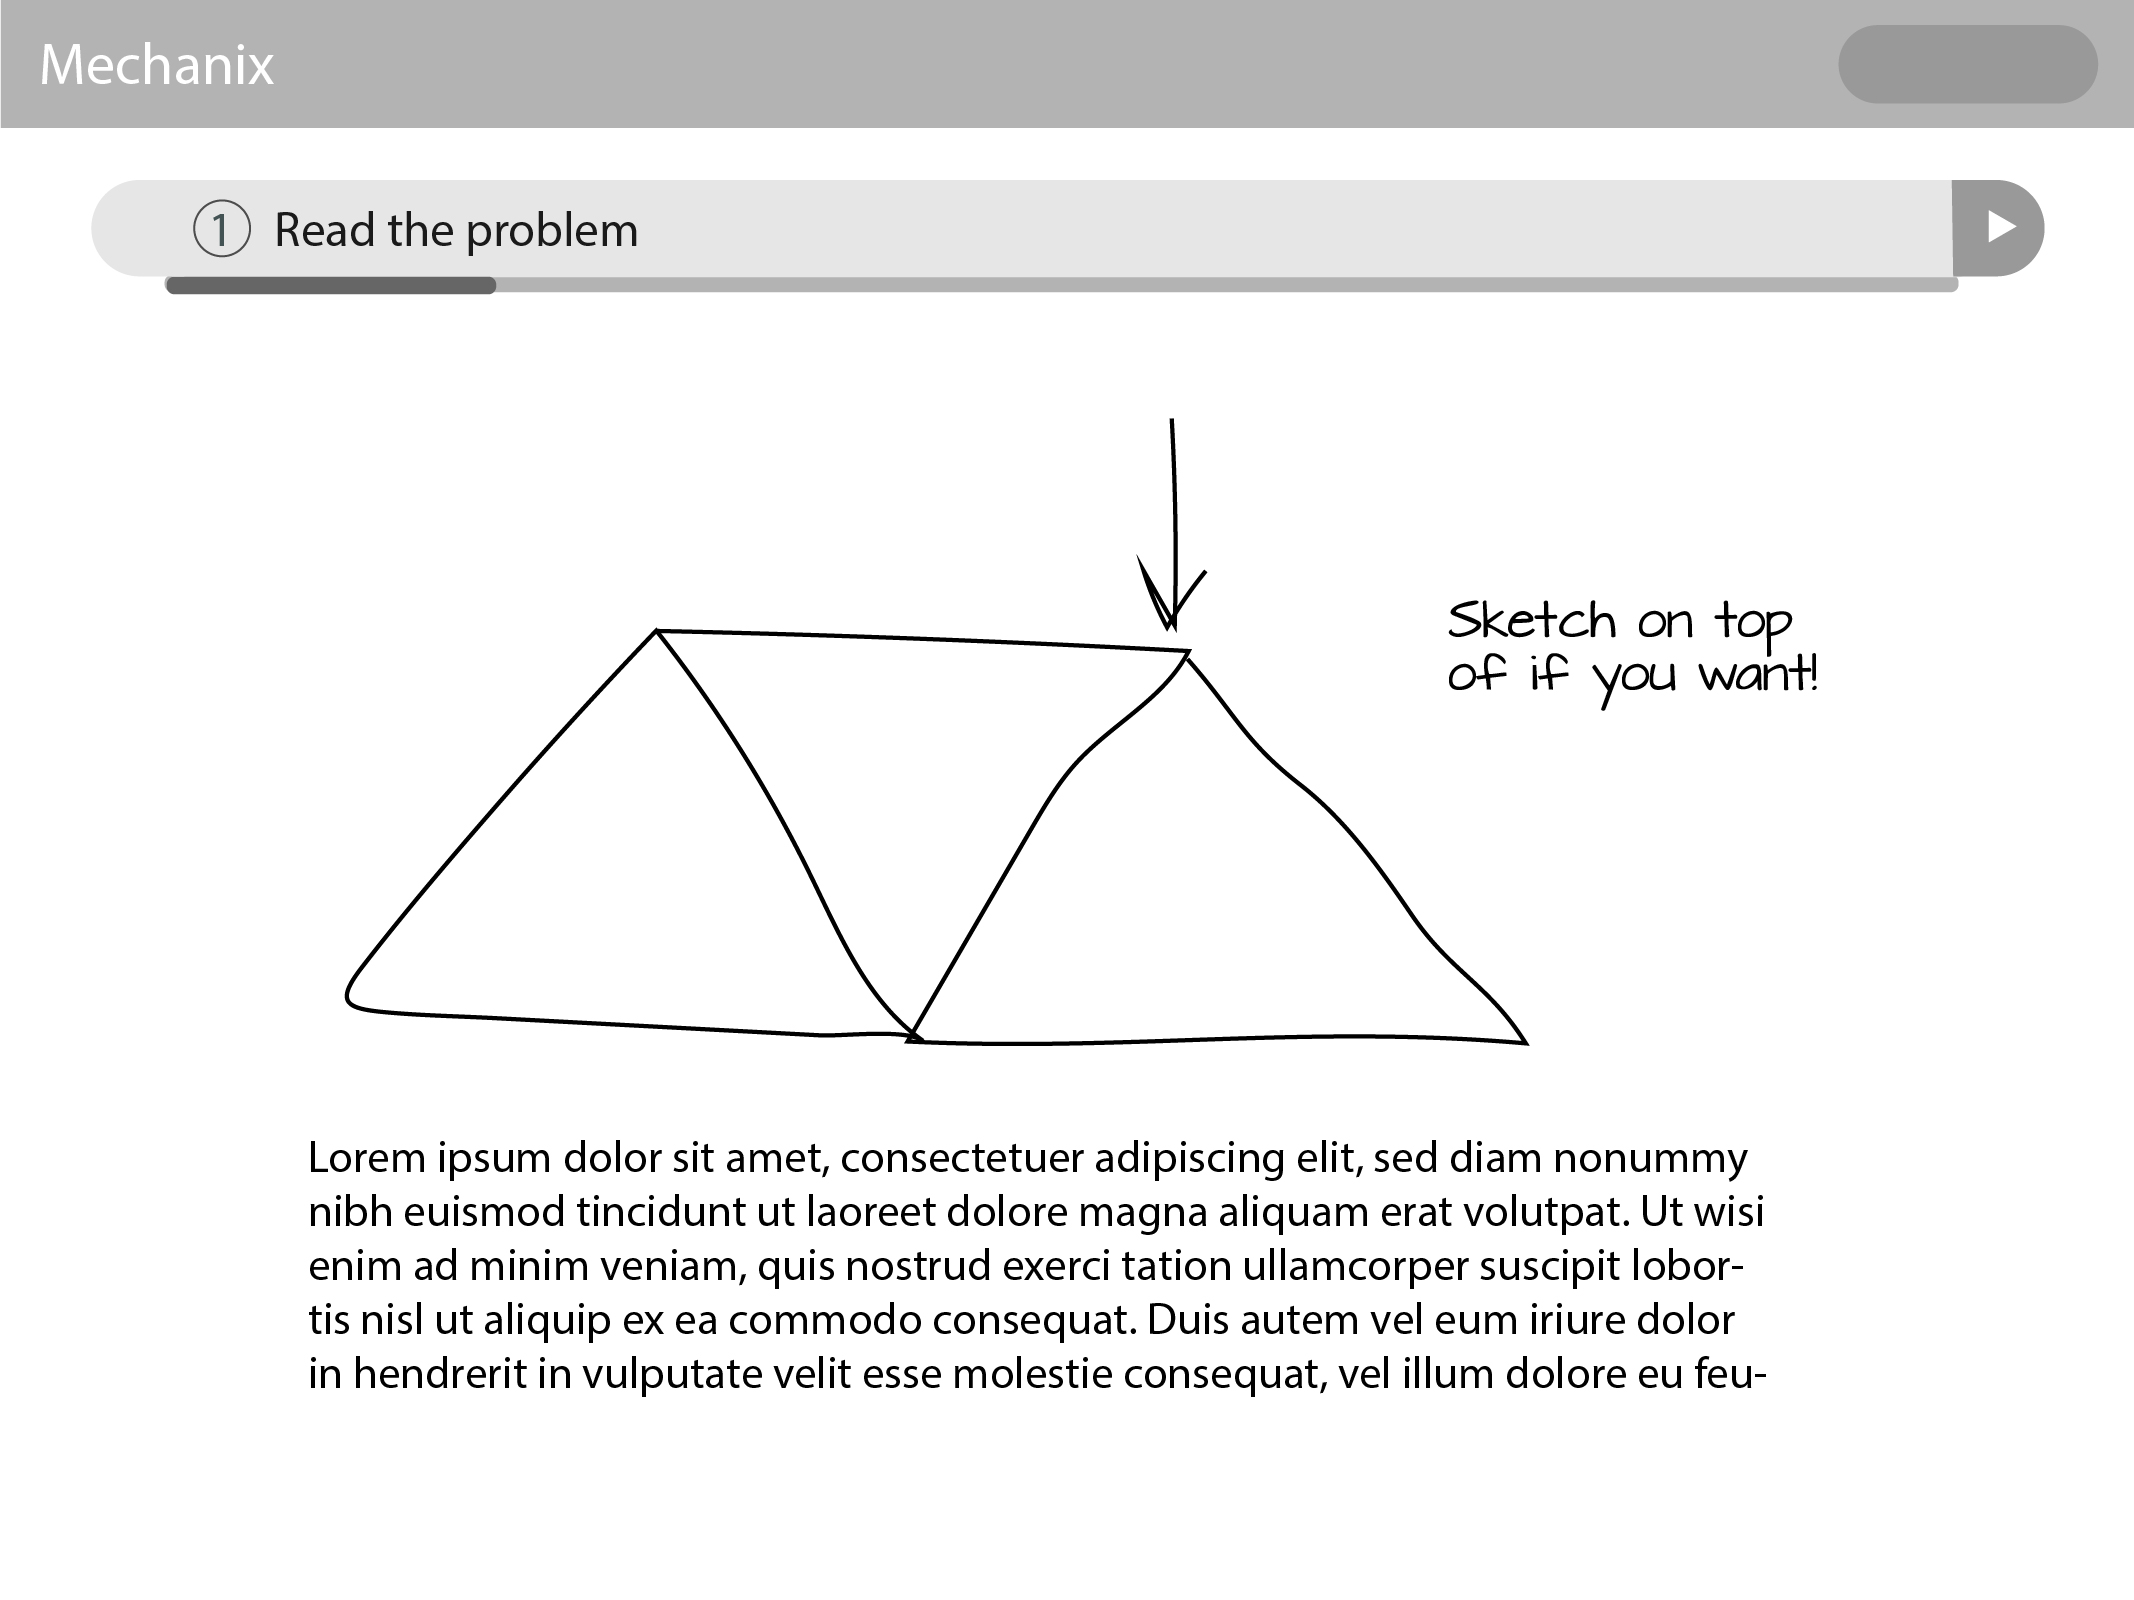 Mechanix
1 Read the problem
Sketch on top
of if you want!
Lorem ipsum dolor sit amet, consectetuer adipiscing elit, sed diam nonummy
nibh euismod tincidunt ut laoreet dolore magna aliquam erat volutpat. Ut wisi
enim ad minim veniam, quis nostrud exerci tation ullamcorper suscipit lobor-
tis nisl ut aliquip ex ea commodo consequat. Duis autem vel eum iriure dolor
in hendrerit in vulputate velit esse molestie consequat, vel illum dolore eu feu-